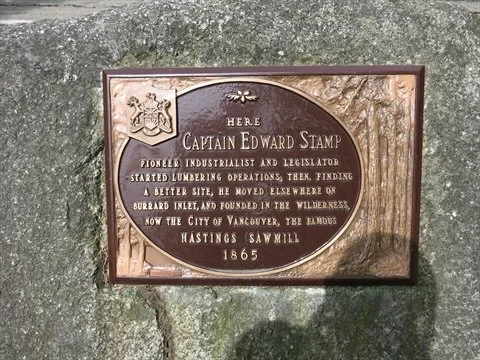 HERE
CAPTAIN EDWARD STAMP
PIONEER INDUSTRIALIST AND LEGISLATOR
STARTED LUMBERING OPERATIONS; THEN, FINDING
A BETTER SITE, HE MOVED ELSEWHERE ON
BURRARD INLET, AND FOUNDED IN THE WILDERNESS,
NOW THE CITY OF VANCOUVER, THE FAMOUS
HASTINGS SAWMILL
1865